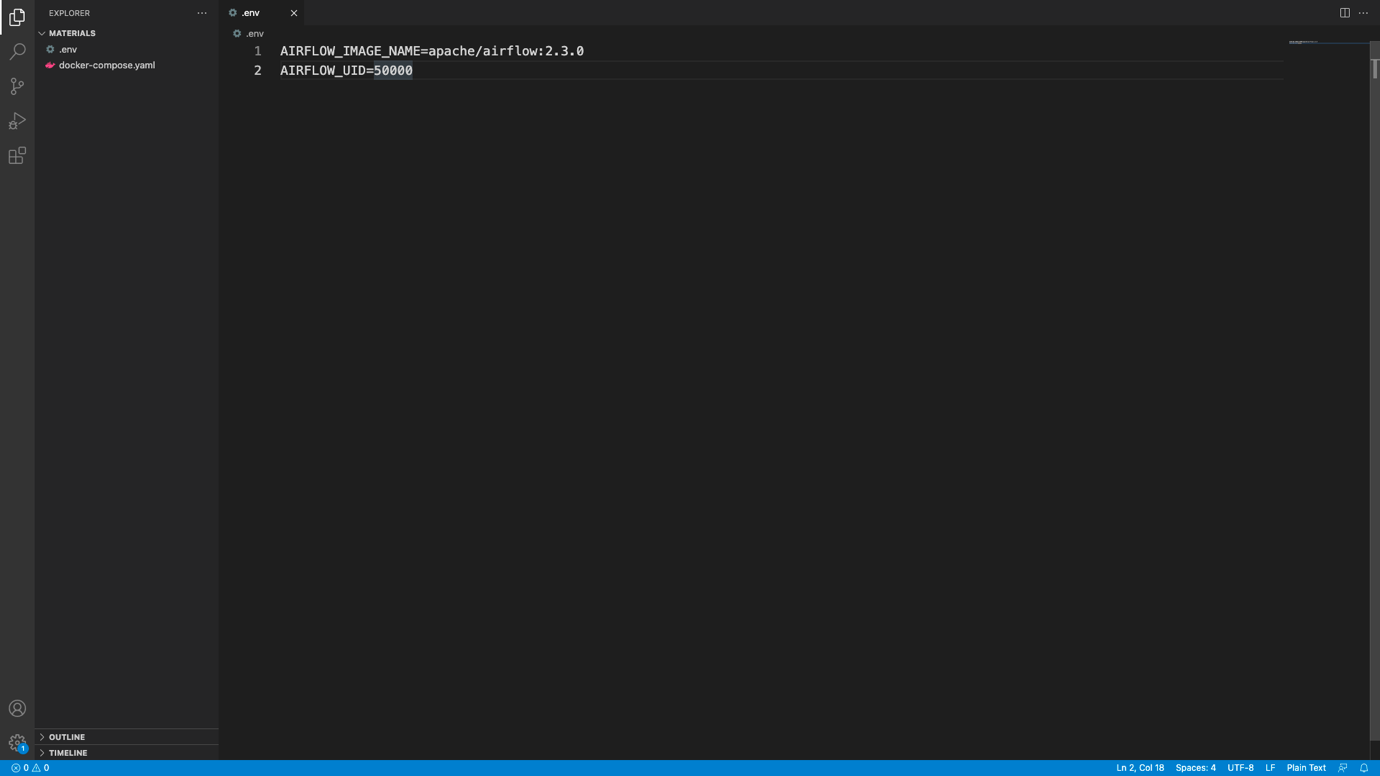 EXPLORER
MATERIALS
.env
docker-compose.yaml
.env
.env
1 AIRFLOW_IMAGE_NAME=apache/airflow:2.3.0
2 AIRFLOW_UID=50000
1
OUTLINE
TIMELINE
0 0
Ln 2, Col 18 Spaces: 4 UTF-8 LF Plain Text